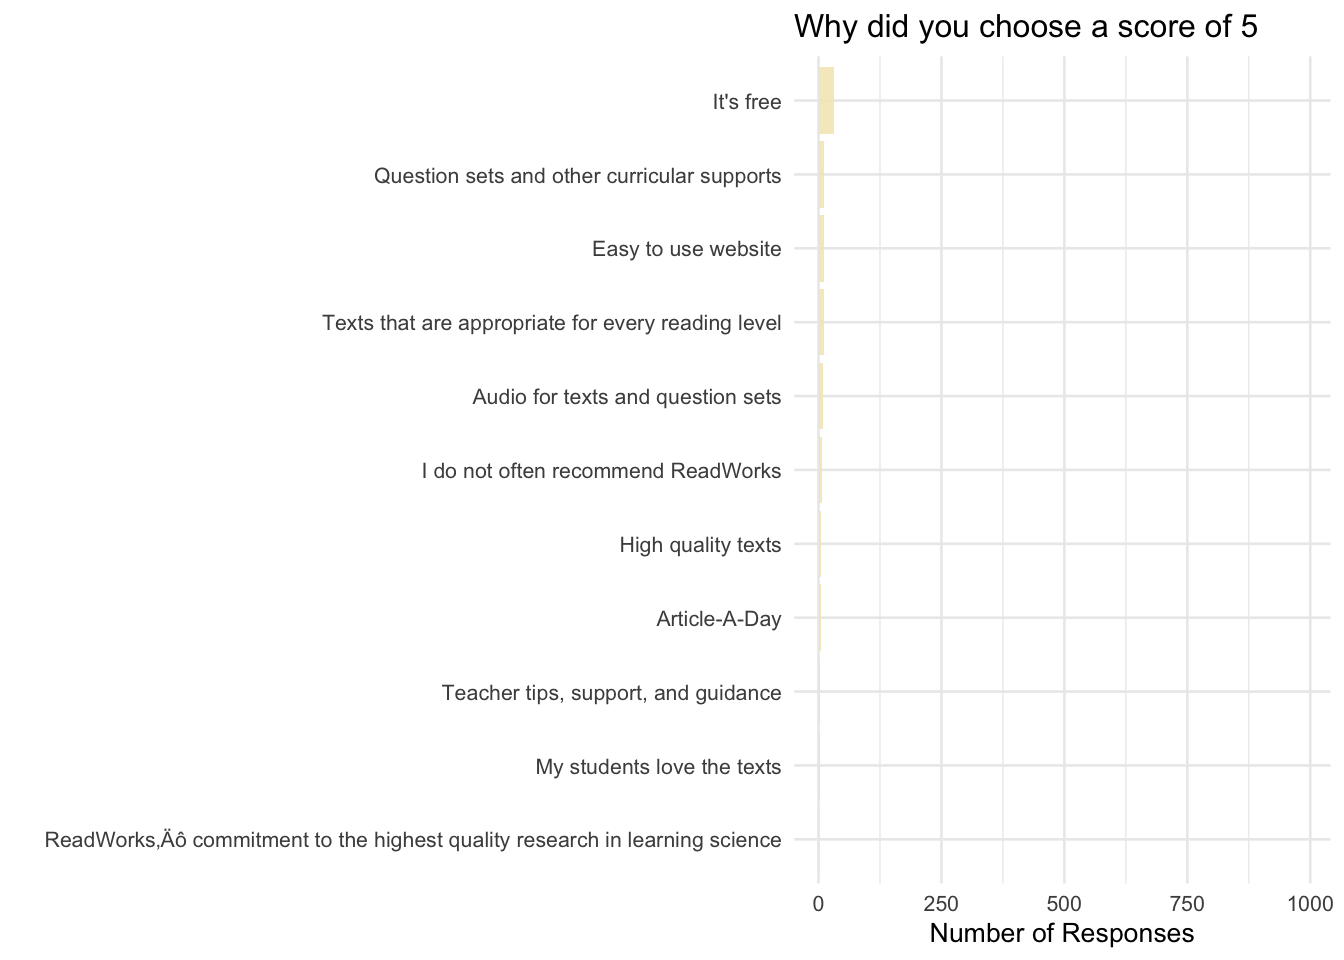 Why did you choose a score of 5
It's free
Question sets and other curricular supports
Easy to use website
Texts that are appropriate for every reading level
Audio for texts and question sets
I do not often recommend ReadWorks
High quality texts
Article-A-Day
Teacher tips, support, and guidance
My students love the texts
ReadWorks‚Äô commitment to the highest quality research in learning science
0 250 500 750 1000
Number of Responses